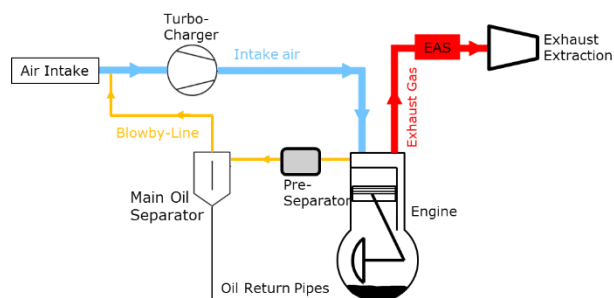 Turbo-
Charger
Air Intake
Intake air
EAS
Exhaust
Extraction
Exhaust Gas
Blowby-Line
Main Oil
Separator
Pre-
Separator
Engine
Oil Return Pipes